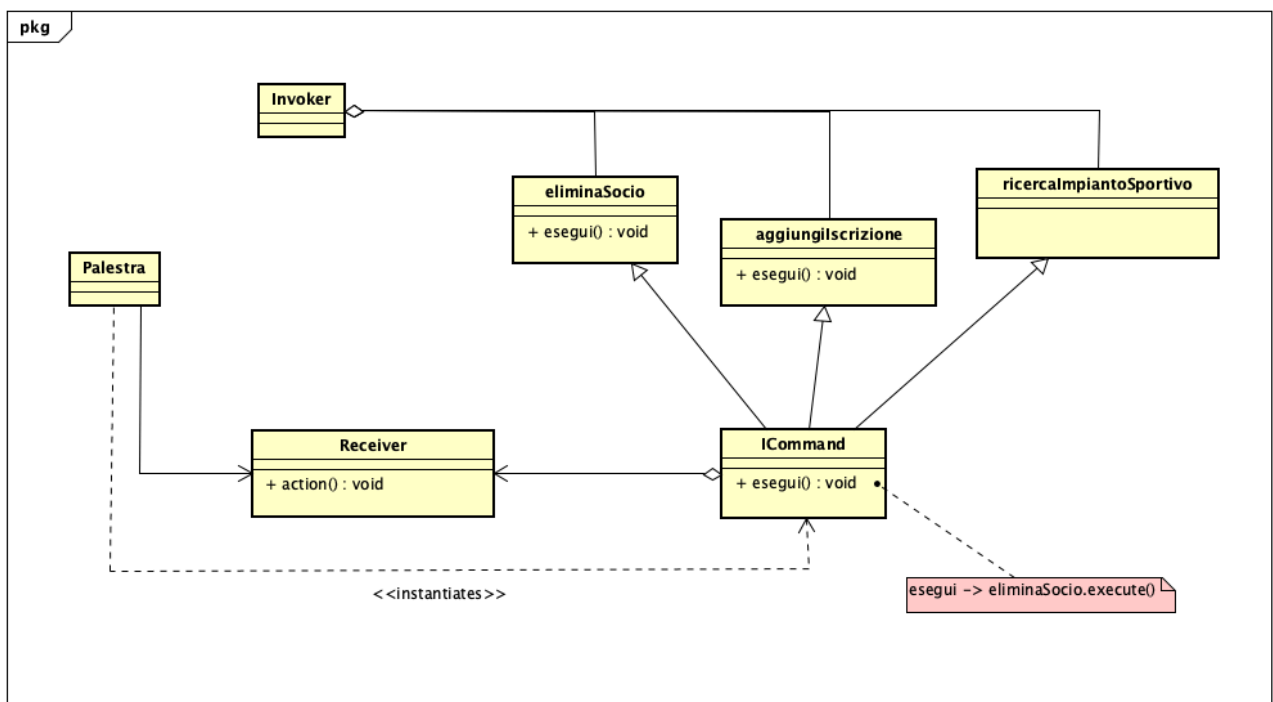 pkg
Invoker
eliminaSocio
+ esegui() : void
aggiungiIscrizione
+ esegui() : void
ricercaImpiantoSportivo
Palestra
Receiver
+ action() : void
ICommand
+ esegui() : void
<<instantiates>>
esegui -> eliminaSocio.execute()